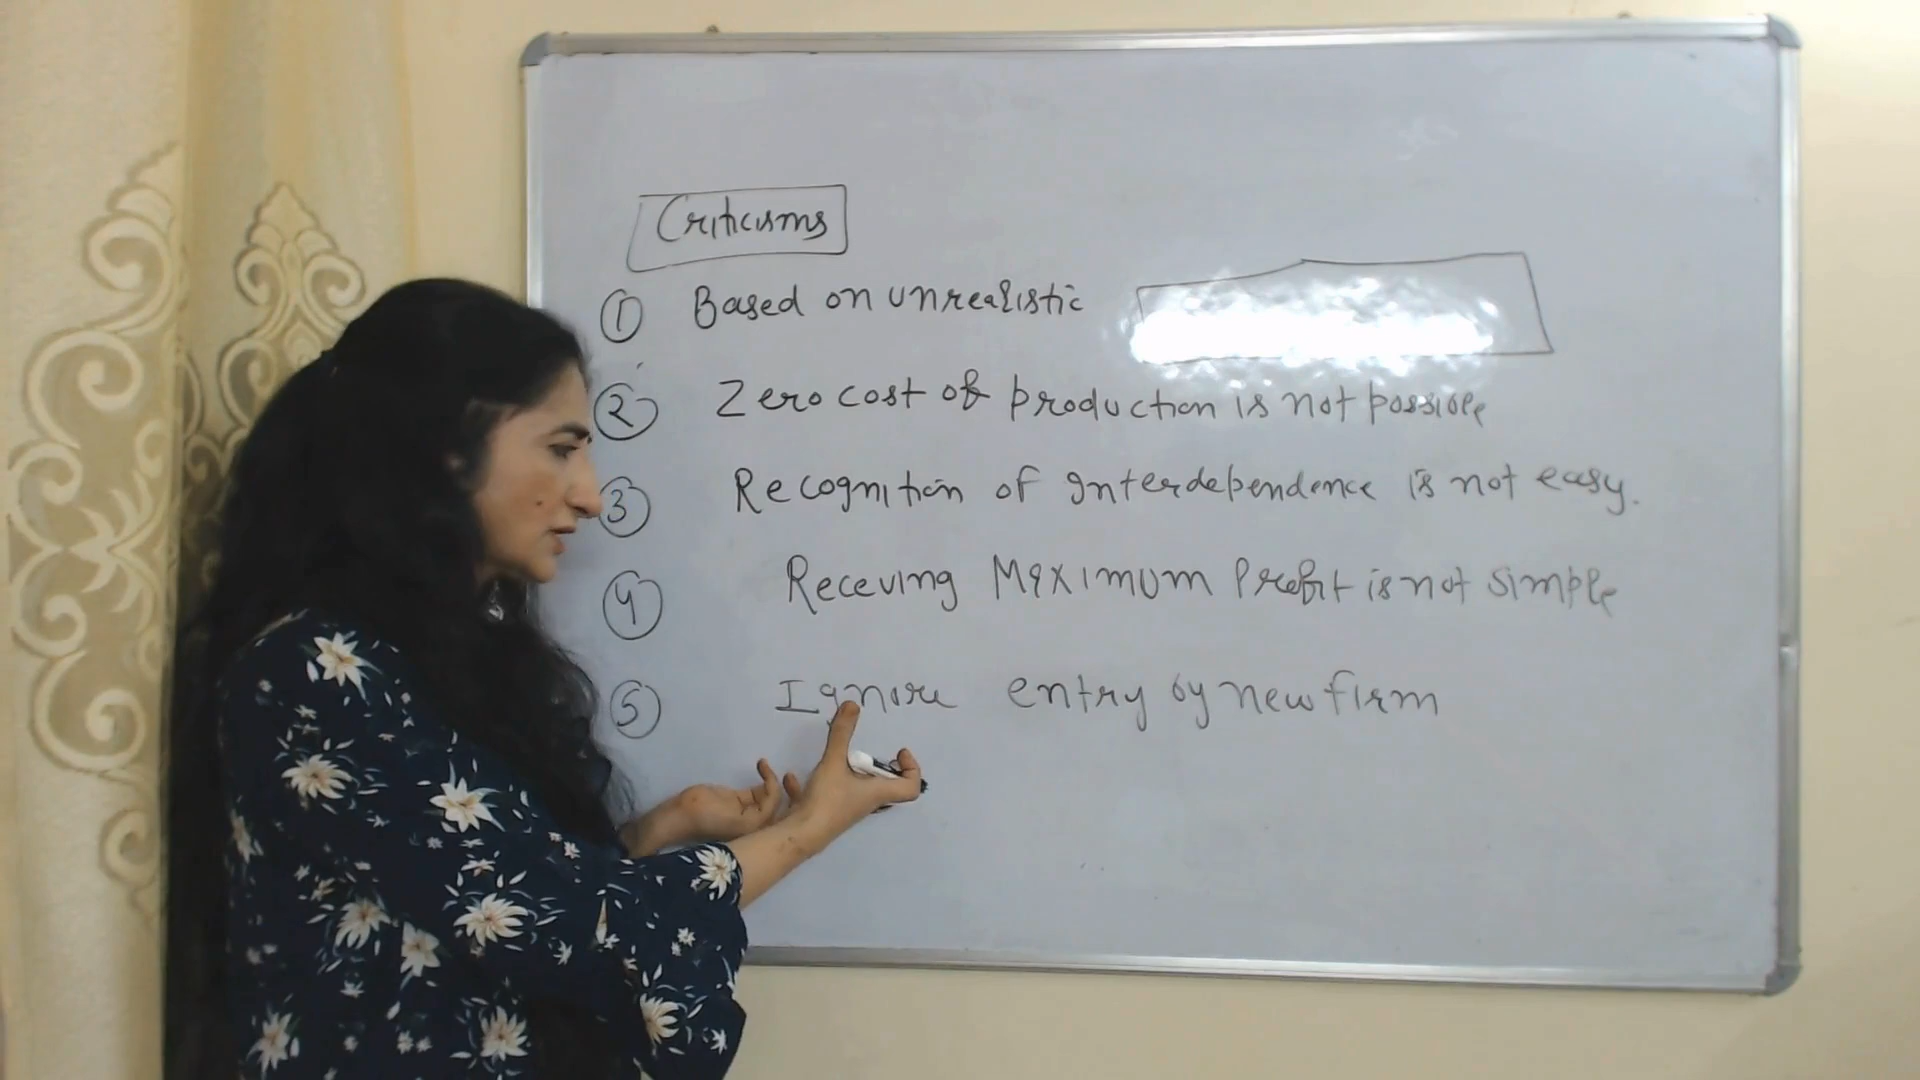 Criticisms
① Based on unrealistic
② Zero cost of production is not possible
③ Recognition of Interdependence is not easy.
④ Receving Maximum Profit is not simple
⑤ Ignore entry by new firm